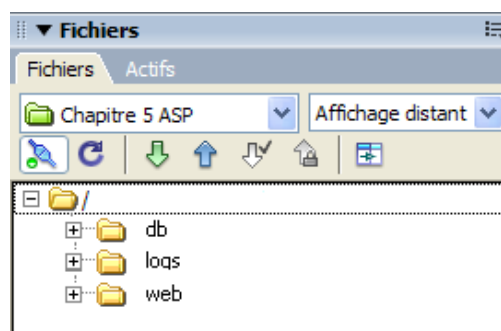 Fichiers
Fichiers Actifs
Chapitre 5 ASP Affichage distant
/
db
logs
web